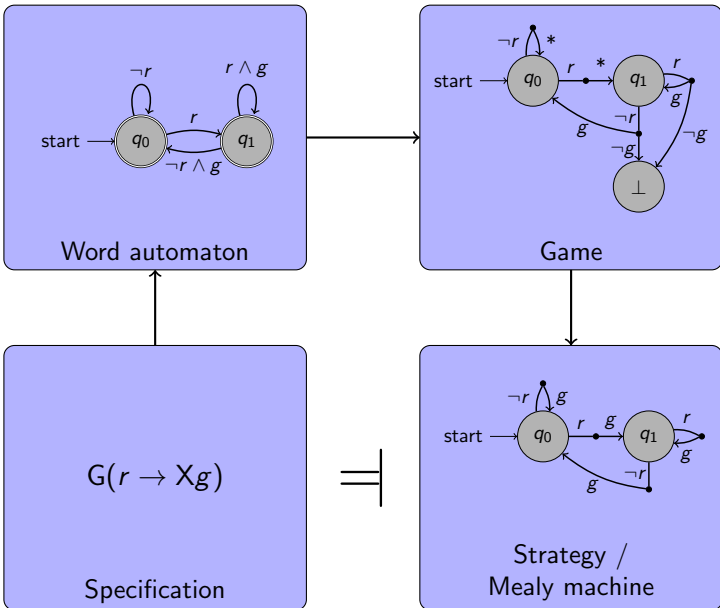 ¬r
r ∧ g
r
start
q₀
q₁
¬r ∧ g
Word automaton
¬r
*
start
q₀
r
*
q₁
r
g
¬r
g
¬g
¬g
⊥
Game
G(r → Xg)
Specification
=|
¬r
g
start
q₀
r
g
q₁
r
g
¬r
g
Strategy /
Mealy machine